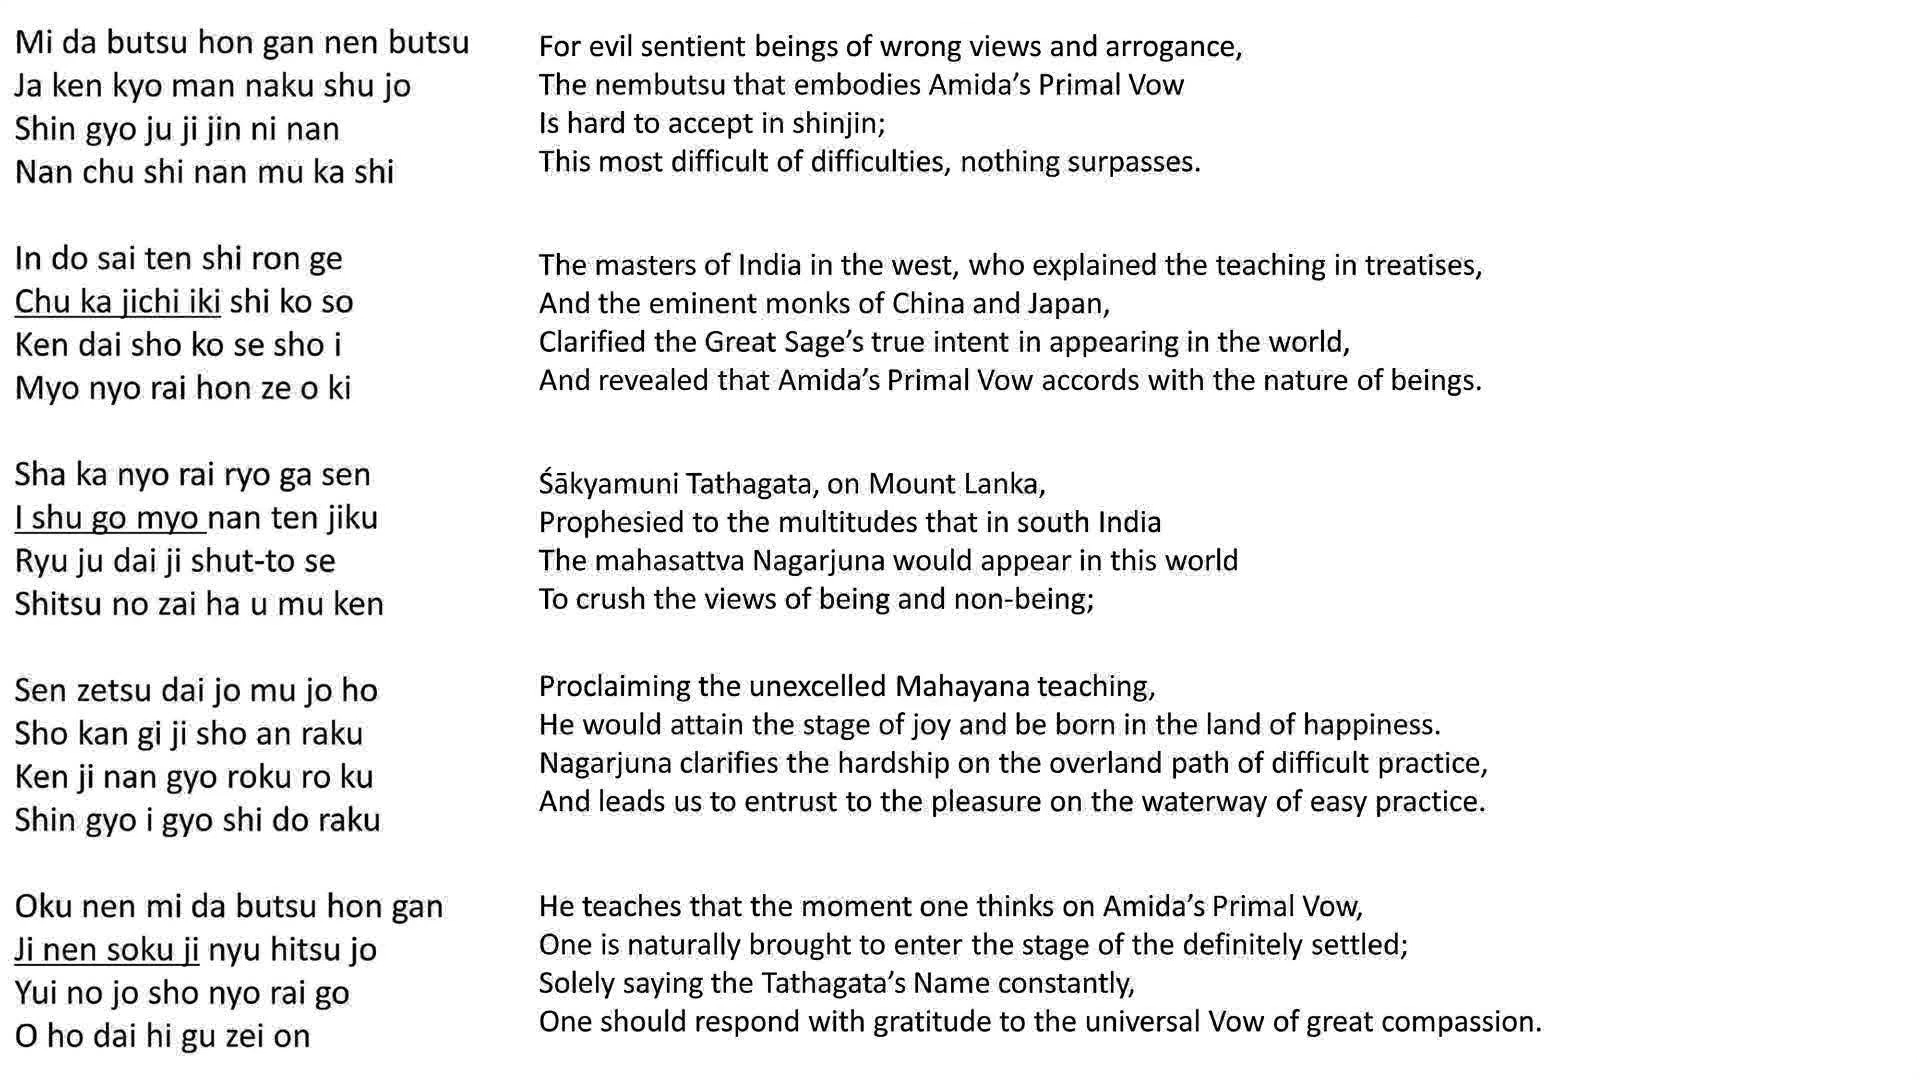 Mi da butsu hon gan nen butsu
Ja ken kyo man naku shu jo
Shin gyo ju ji jin ni nan
Nan chu shi nan mu ka shi
For evil sentient beings of wrong views and arrogance,
The nembutsu that embodies Amida’s Primal Vow
Is hard to accept in shinjin;
This most difficult of difficulties, nothing surpasses.
In do sai ten shi ron ge
Chu ka jichi iki shi ko so
Ken dai sho ko se sho i
Myo nyo rai hon ze o ki
The masters of India in the west, who explained the teaching in treatises,
And the eminent monks of China and Japan,
Clarified the Great Sage’s true intent in appearing in the world,
And revealed that Amida’s Primal Vow accords with the nature of beings.
Sha ka nyo rai ryo ga sen
I shu go myo nan ten jiku
Ryu ju dai ji shut-to se
Shitsu no zai ha u mu ken
Śākyamuni Tathagata, on Mount Lanka,
Prophesied to the multitudes that in south India
The mahasattva Nagarjuna would appear in this world
To crush the views of being and non-being;
Sen zetsu dai jo mu jo ho
Sho kan gi ji sho an raku
Ken ji nan gyo roku ro ku
Shin gyo i gyo shi do raku
Proclaiming the unexcelled Mahayana teaching,
He would attain the stage of joy and be born in the land of happiness.
Nagarjuna clarifies the hardship on the overland path of difficult practice,
And leads us to entrust to the pleasure on the waterway of easy practice.
Oku nen mi da butsu hon gan
Ji nen soku ji nyu hitsu jo
Yui no jo sho nyo rai go
O ho dai hi gu zei on
He teaches that the moment one thinks on Amida’s Primal Vow,
One is naturally brought to enter the stage of the definitely settled;
Solely saying the Tathagata’s Name constantly,
One should respond with gratitude to the universal Vow of great compassion.